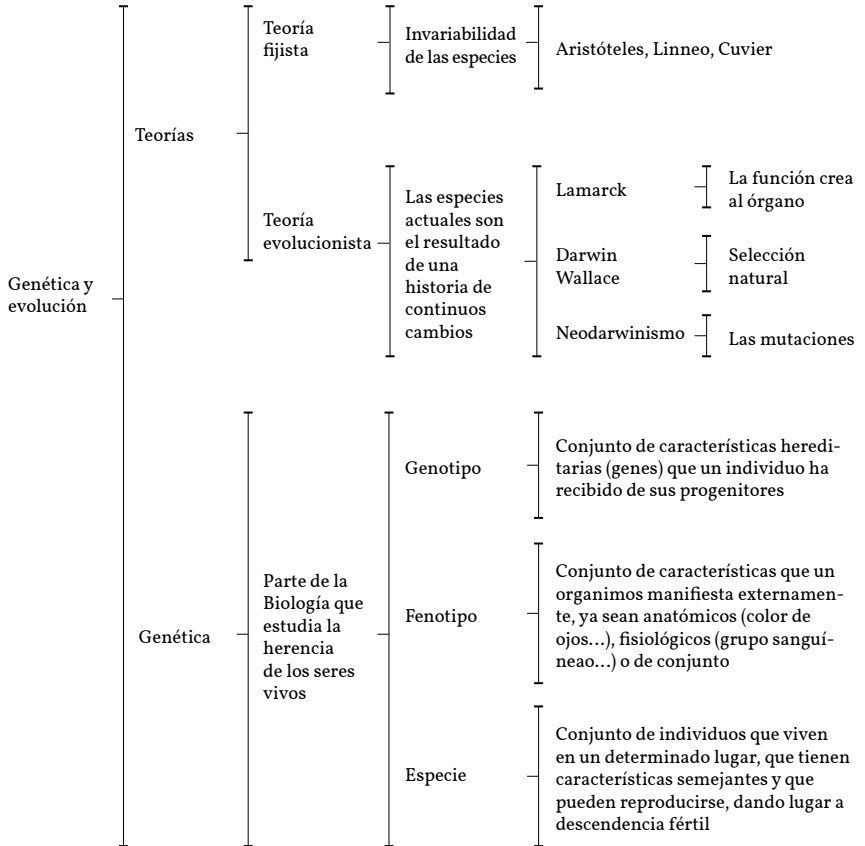 Genética y
evolución
Teorías
Teoría
fijista
Invariabilidad
de las especies
Aristóteles, Linneo, Cuvier
Teoría
evolucionista
Las especies
actuales son
el resultado
de una
historia de
continuos
cambios
Lamarck
La función crea
al órgano
Darwin
Wallace
Selección
natural
Neodarwinismo
Las mutaciones
Genética
Parte de la
Biología que
estudia la
herencia
de los seres
vivos
Genotipo
Conjunto de características heredi-
tarias (genes) que un individuo ha
recibido de sus progenitores
Fenotipo
Conjunto de características que un
organimos manifiesta externamen-
te, ya sean anatómicos (color de
ojos...), fisiológicos (grupo sanguí-
neao...) o de conjunto
Especie
Conjunto de individuos que viven
en un determinado lugar, que tienen
características semejantes y que
pueden reproducirse, dando lugar a
descendencia fértil